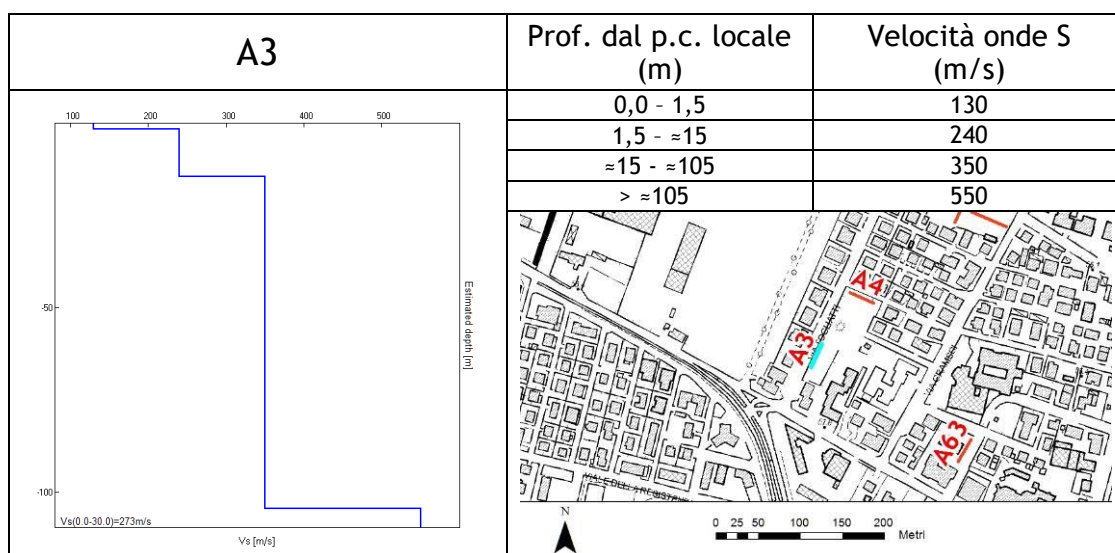 A3
Prof. dal p.c. locale
(m)
Velocità onde S
(m/s)
0,0 – 1,5
130
1,5 – ≈15
240
≈15 - ≈105
350
> ≈105
550
100
200
300
400
500
-50
-100
Estimated depth [m]
Vs(0.0-30.0)=273m/s
Vs [m/s]
A4
A3
A63
VIA GRAMSCI
N
0 25 50 100 150 200
Metri